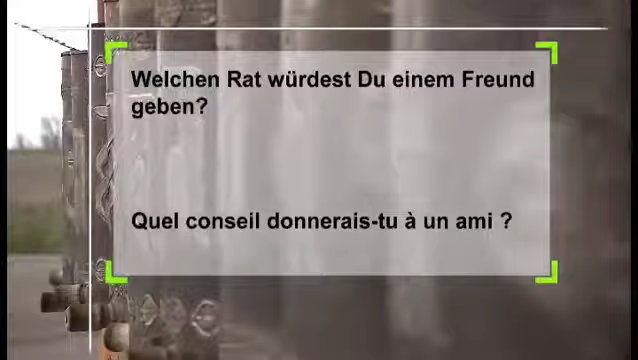 Welchen Rat würdest Du einem Freund
geben?
Quel conseil donnerais-tu à un ami ?